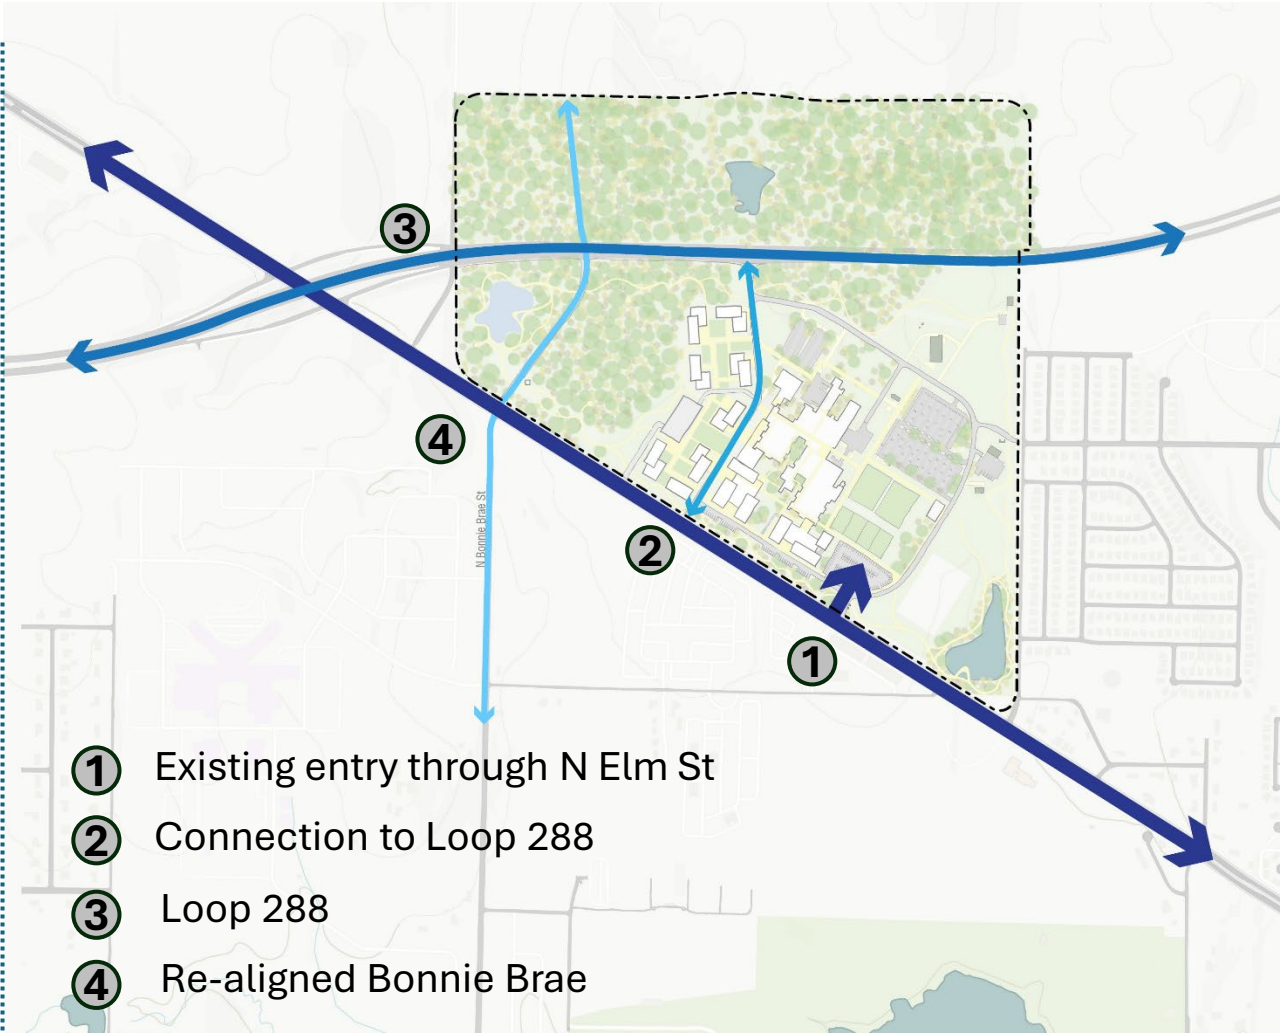 3
4
N Bonnie Brae St
2
1
1 Existing entry through N Elm St
2 Connection to Loop 288
3 Loop 288
4 Re-aligned Bonnie Brae